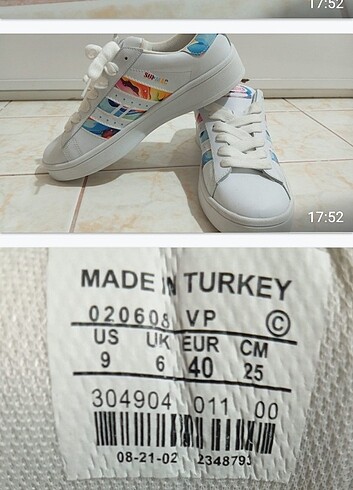 17:52
17:52
MADE IN TURKEY
020608 VP ©
US UK EUR CM
9 6 40 25
304904 011 00
08-21-02 2348793